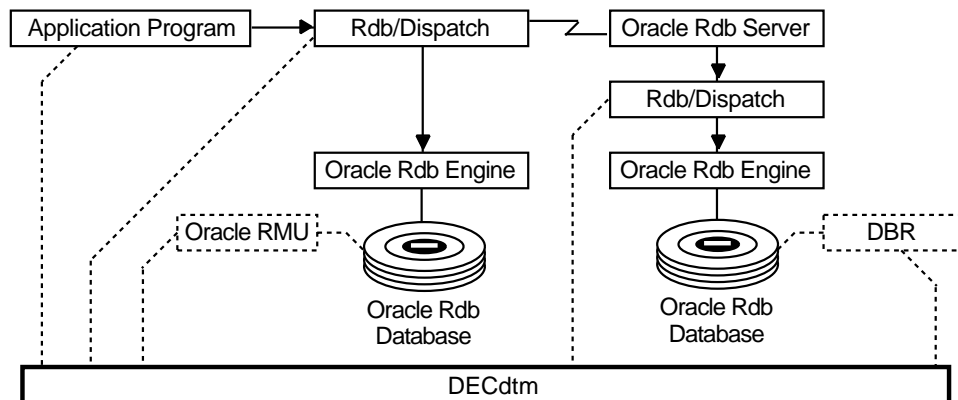 Application Program
Rdb/Dispatch
Oracle Rdb Server
Rdb/Dispatch
Oracle Rdb Engine
Oracle Rdb Engine
Oracle RMU
DBR
Oracle Rdb
Database
Oracle Rdb
Database
DECdtm